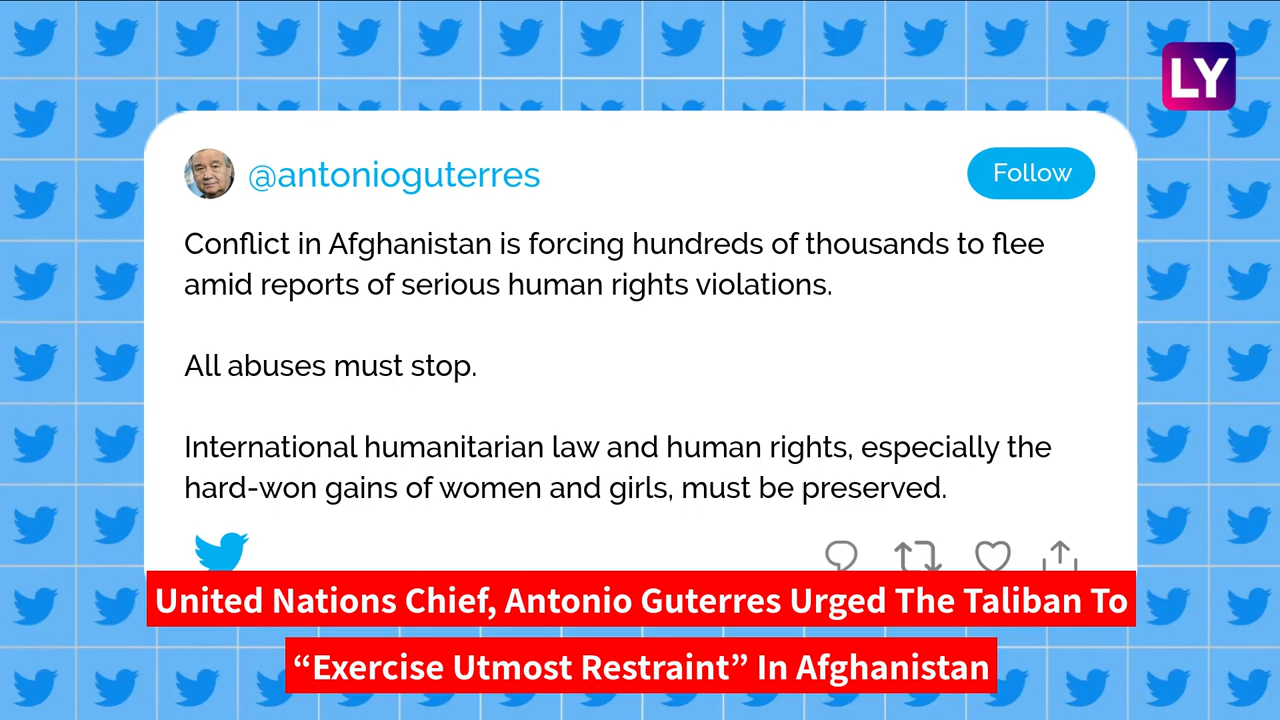 LY
@antonioguterres
Follow
Conflict in Afghanistan is forcing hundreds of thousands to flee
amid reports of serious human rights violations.
All abuses must stop.
International humanitarian law and human rights, especially the
hard-won gains of women and girls, must be preserved.
United Nations Chief, Antonio Guterres Urged The Taliban To
“Exercise Utmost Restraint” In Afghanistan